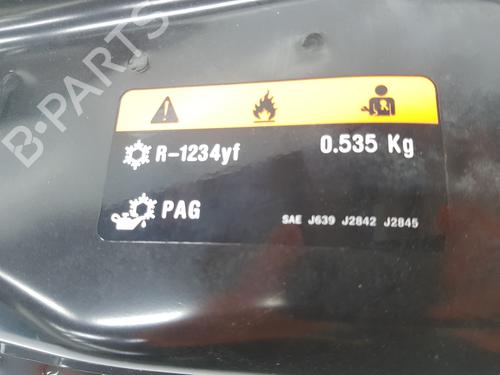 B-PARTS
R-1234yf 0.535 Kg
PAG SAE J639 J2842 J2845